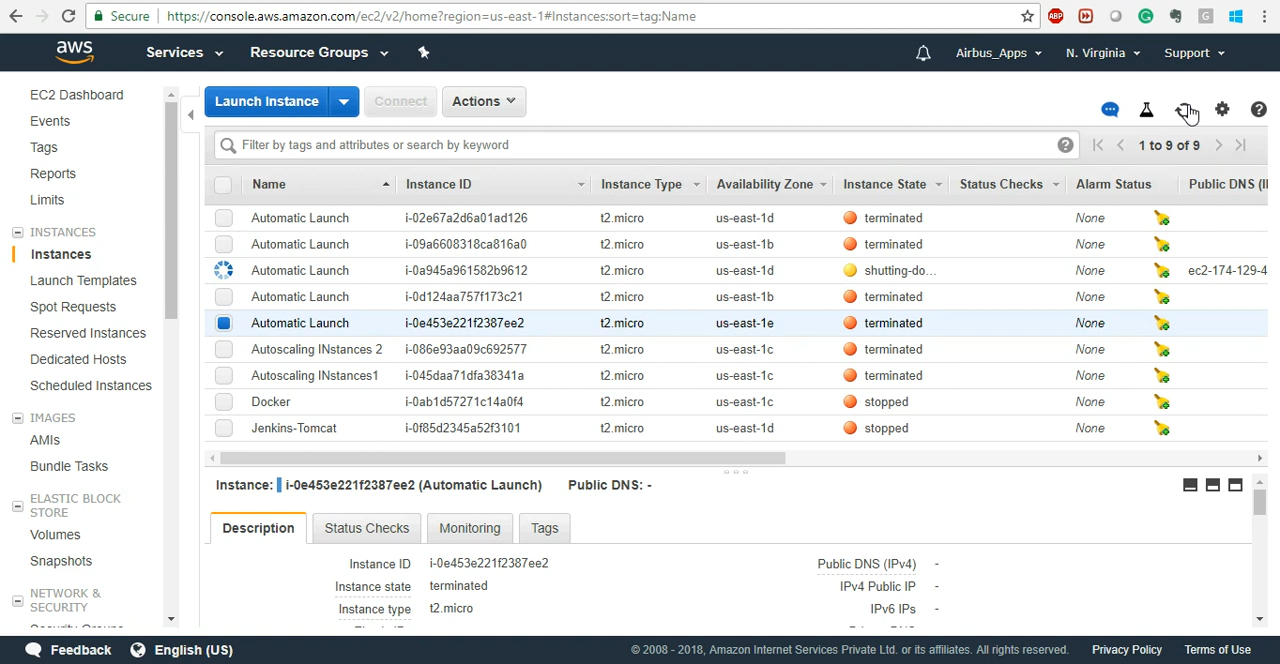 Secure https://console.aws.amazon.com/ec2/v2/home?region=us-east-1#Instances:sort=tag:Name ABP G
aws Services Resource Groups Airbus_Apps N. Virginia Support
EC2 Dashboard
Events
Tags
Reports
Limits
INSTANCES
Instances
Launch Templates
Spot Requests
Reserved Instances
Dedicated Hosts
Scheduled Instances
IMAGES
AMIs
Bundle Tasks
ELASTIC BLOCK
STORE
Volumes
Snapshots
NETWORK &
SECURITY
Launch Instance Connect Actions
Filter by tags and attributes or search by keyword 1 to 9 of 9
Name Instance ID Instance Type Availability Zone Instance State Status Checks Alarm Status Public DNS (I
Automatic Launch i-02e67a2d6a01ad126 t2.micro us-east-1d terminated None
Automatic Launch i-09a6608318ca816a0 t2.micro us-east-1b terminated None
Automatic Launch i-0a945a961582b9612 t2.micro us-east-1d shutting-do... None ec2-174-129-4
Automatic Launch i-0d124aa757f173c21 t2.micro us-east-1b terminated None
Automatic Launch i-0e453e221f2387ee2 t2.micro us-east-1e terminated None
Autoscaling INstances 2 i-086e93aa09c692577 t2.micro us-east-1c terminated None
Autoscaling INstances1 i-045daa71dfa38341a t2.micro us-east-1c terminated None
Docker i-0ab1d57271c14a0f4 t2.micro us-east-1c stopped None
Jenkins-Tomcat i-0f85d2345a52f3101 t2.micro us-east-1d stopped None
Instance: i-0e453e221f2387ee2 (Automatic Launch) Public DNS: -
Description Status Checks Monitoring Tags
Instance ID i-0e453e221f2387ee2 Public DNS (IPv4) -
Instance state terminated IPv4 Public IP -
Instance type t2.micro IPv6 IPs -
Feedback English (US) © 2008 - 2018, Amazon Internet Services Private Ltd. or its affiliates. All rights reserved. Privacy Policy Terms of Use